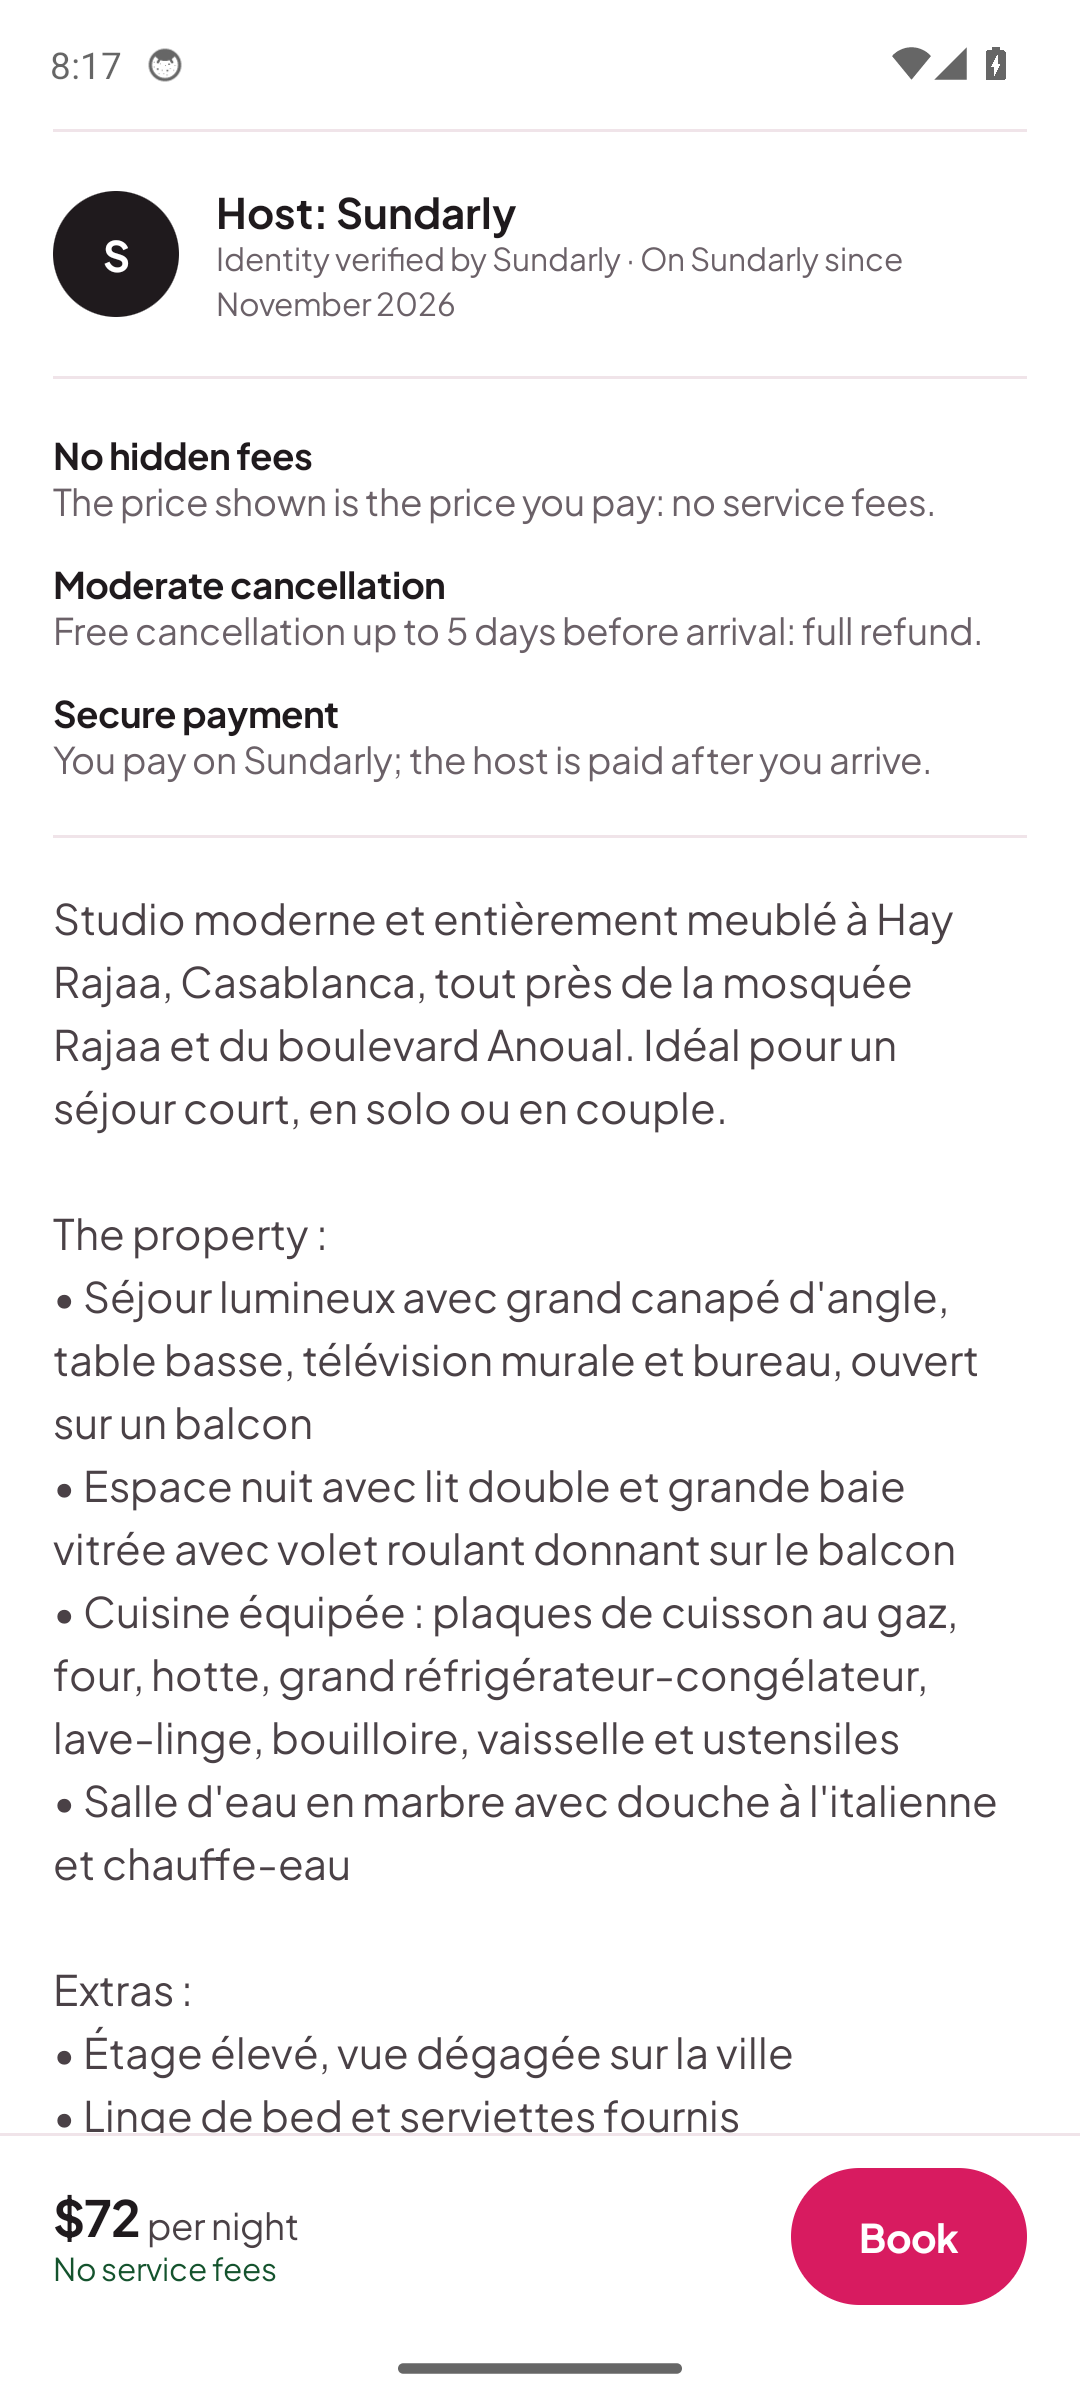 8:17
S
Host: Sundarly
Identity verified by Sundarly · On Sundarly since
November 2026
No hidden fees
The price shown is the price you pay: no service fees.
Moderate cancellation
Free cancellation up to 5 days before arrival: full refund.
Secure payment
You pay on Sundarly; the host is paid after you arrive.
Studio moderne et entièrement meublé à Hay
Rajaa, Casablanca, tout près de la mosquée
Rajaa et du boulevard Anoual. Idéal pour un
séjour court, en solo ou en couple.
The property :
• Séjour lumineux avec grand canapé d'angle,
table basse, télévision murale et bureau, ouvert
sur un balcon
• Espace nuit avec lit double et grande baie
vitrée avec volet roulant donnant sur le balcon
• Cuisine équipée : plaques de cuisson au gaz,
four, hotte, grand réfrigérateur-congélateur,
lave-linge, bouilloire, vaisselle et ustensiles
• Salle d'eau en marbre avec douche à l'italienne
et chauffe-eau
Extras :
• Étage élevé, vue dégagée sur la ville
• Linge de bed et serviettes fournis
$72 per night
No service fees
Book